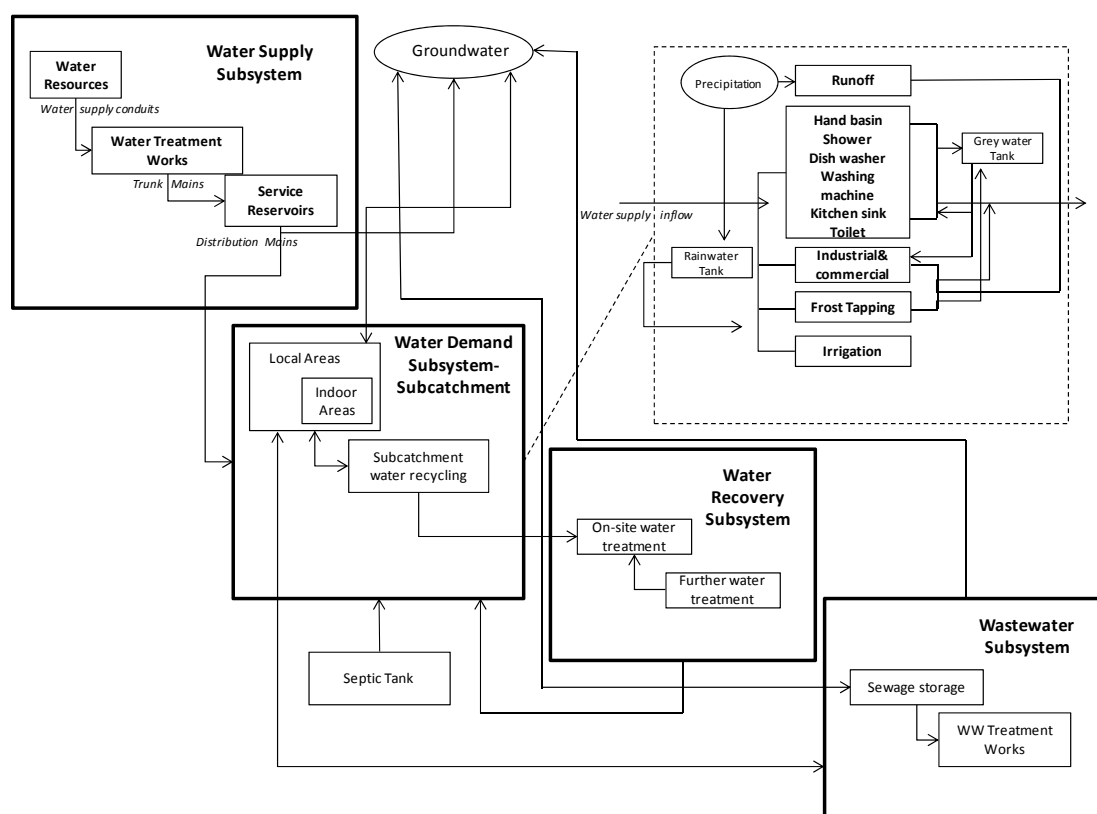 Water Supply
Subsystem
Water
Resources
Water supply conduits
Water Treatment
Works
Trunk Mains
Service
Reservoirs
Distribution Mains
Groundwater
Precipitation
Runoff
Hand basin
Shower
Dish washer
Washing
machine
Kitchen sink
Toilet
Grey water
Tank
Water supply inflow
Rainwater
Tank
Industrial&
commercial
Frost Tapping
Irrigation
Water Demand
Subsystem-
Subcatchment
Local Areas
Indoor
Areas
Subcatchment
water recycling
Septic Tank
Water
Recovery
Subsystem
On-site water
treatment
Further water
treatment
Wastewater
Subsystem
Sewage storage
WW Treatment
Works